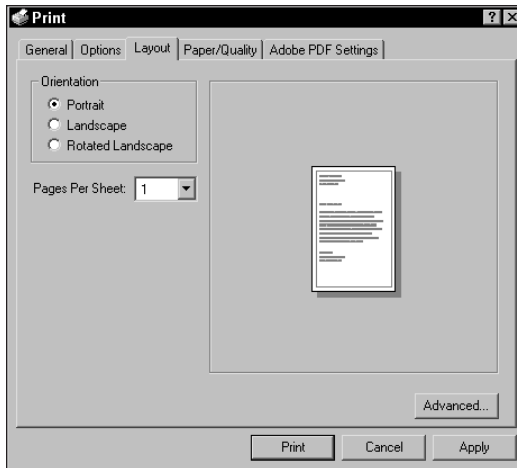 Print
General Options Layout Paper/Quality Adobe PDF Settings
Orientation
Portrait
Landscape
Rotated Landscape
Pages Per Sheet: 1
Advanced...
Print Cancel Apply